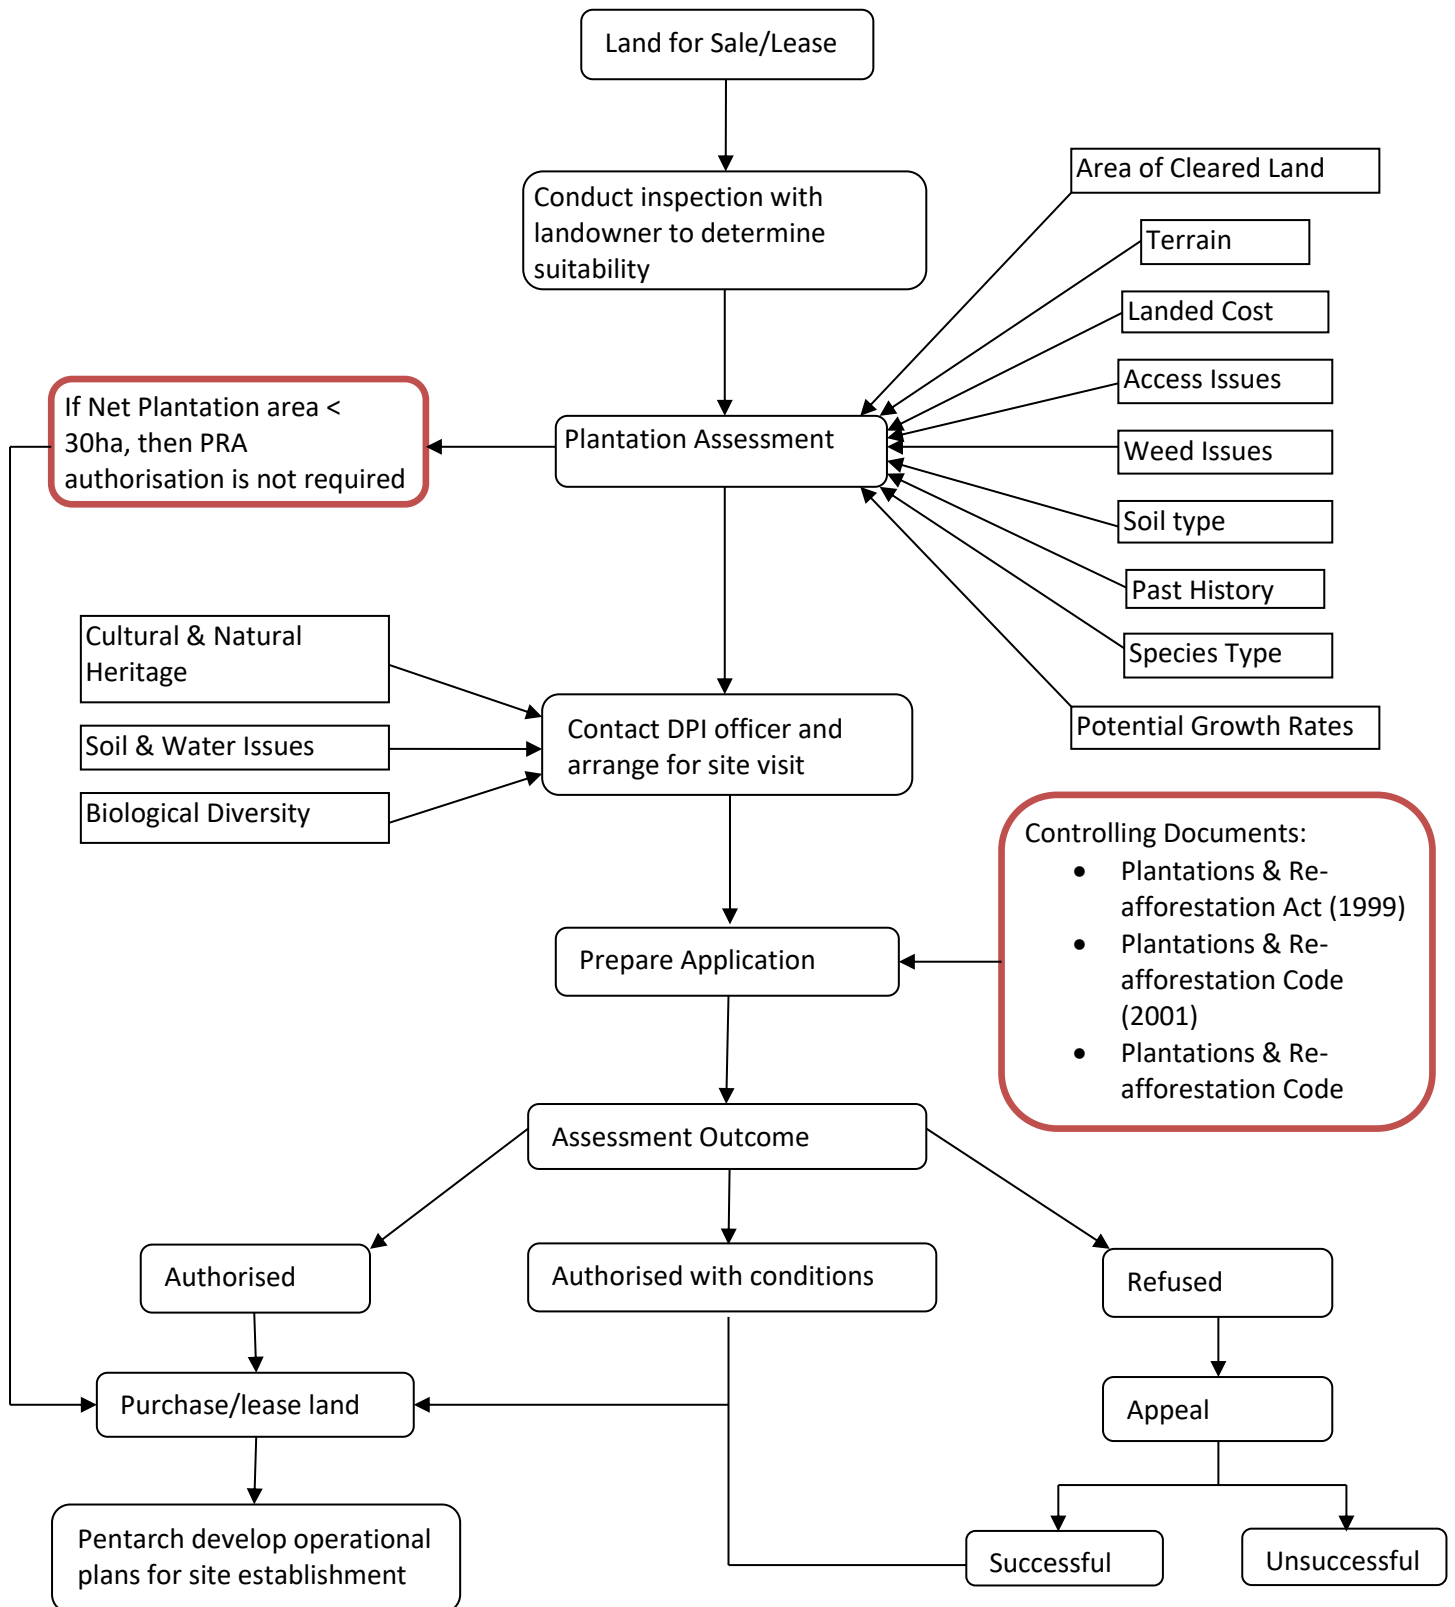 Land for Sale/Lease
Conduct inspection with
landowner to determine
suitability
Area of Cleared Land
Terrain
Landed Cost
Access Issues
Weed Issues
Soil type
Past History
Species Type
Potential Growth Rates
If Net Plantation area <
30ha, then PRA
authorisation is not required
Plantation Assessment
Cultural & Natural
Heritage
Soil & Water Issues
Biological Diversity
Contact DPI officer and
arrange for site visit
Controlling Documents:
• Plantations & Re-
afforestation Act (1999)
• Plantations & Re-
afforestation Code
(2001)
• Plantations & Re-
afforestation Code
Prepare Application
Assessment Outcome
Authorised
Authorised with conditions
Refused
Purchase/lease land
Appeal
Pentarch develop operational
plans for site establishment
Successful
Unsuccessful